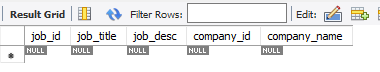 Result Grid Filter Rows: Edit:
job_id job_title job_desc company_id company_name
NULL NULL NULL NULL NULL